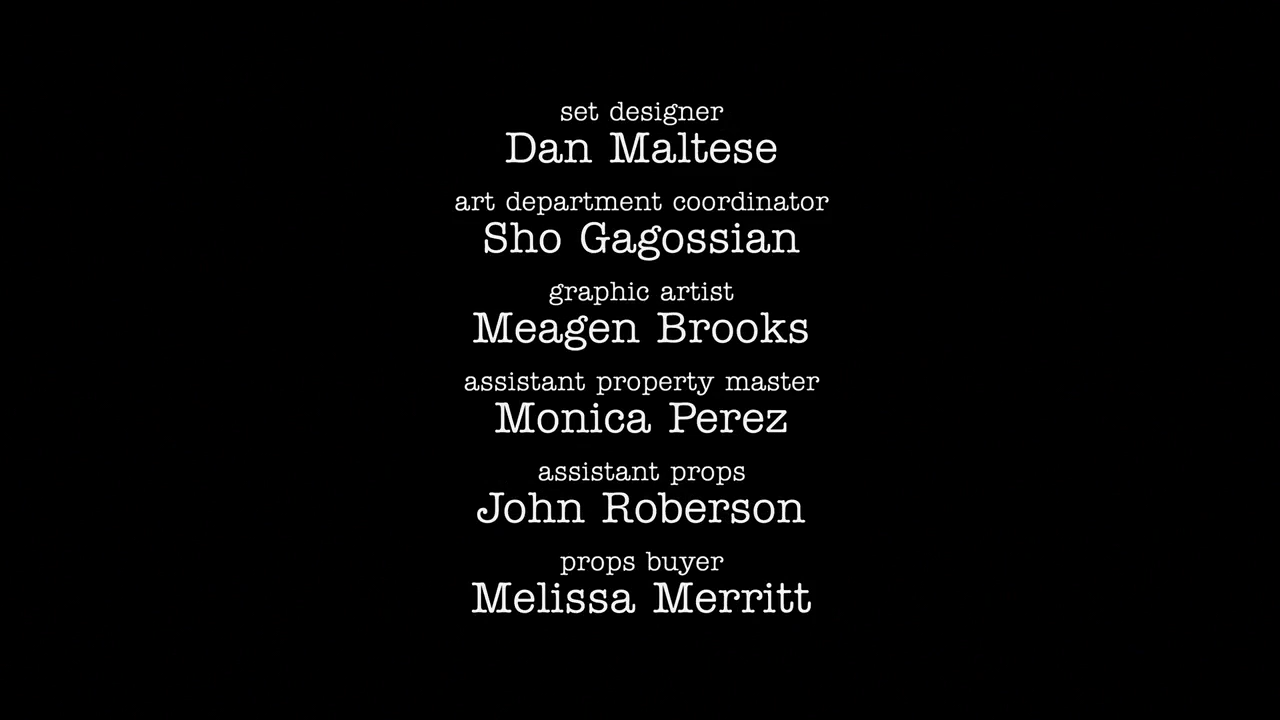 set designer
Dan Maltese
art department coordinator
Sho Gagossian
graphic artist
Meagen Brooks
assistant property master
Monica Perez
assistant props
John Roberson
props buyer
Melissa Merritt